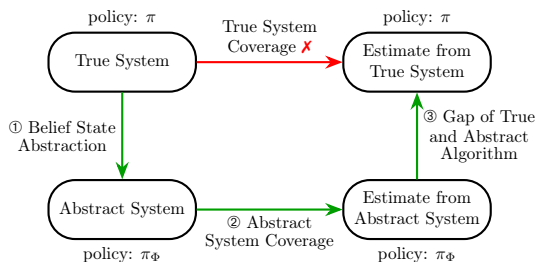 policy: π
True System
True System
Coverage ✗
policy: π
Estimate from
True System
① Belief State
Abstraction
③ Gap of True
and Abstract
Algorithm
Abstract System
policy: π_Φ
② Abstract
System Coverage
Estimate from
Abstract System
policy: π_Φ